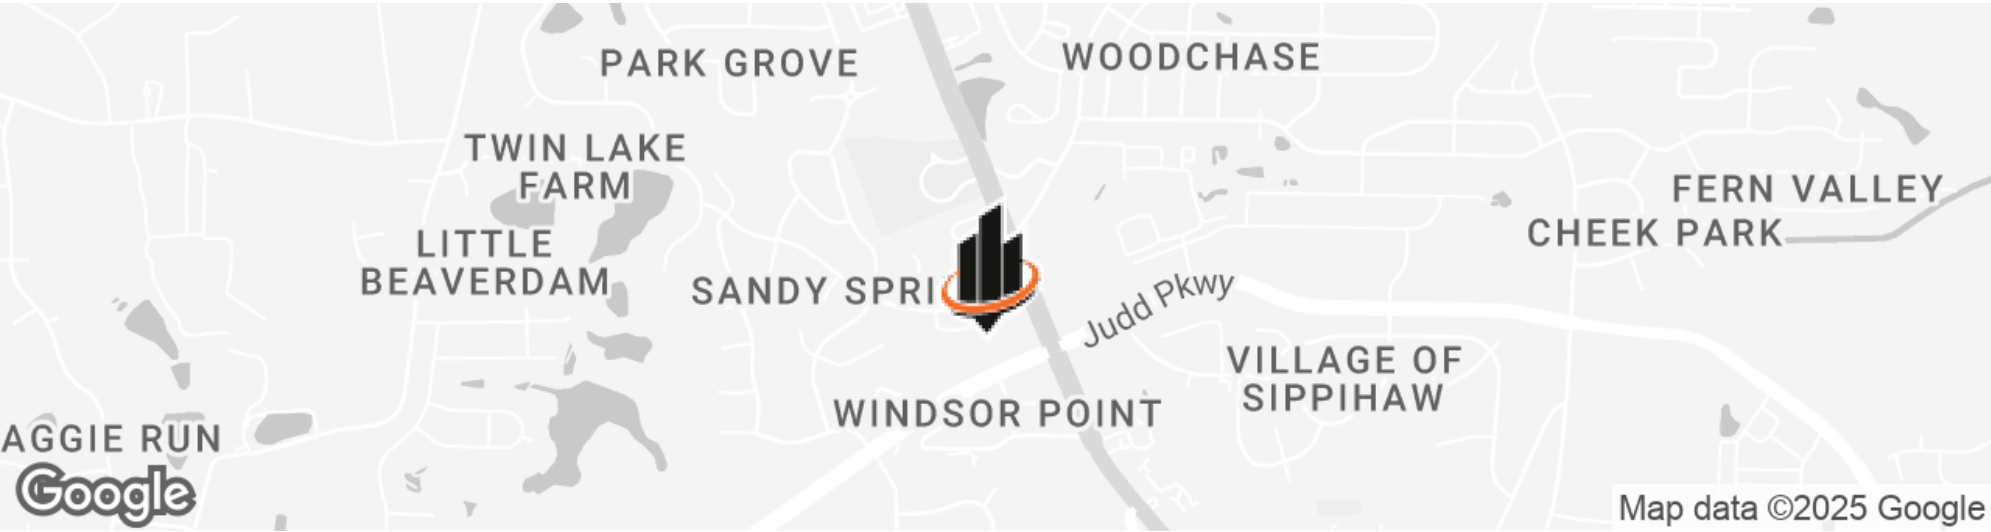 PARK GROVE
WOODCHASE
TWIN LAKE
FARM
FERN VALLEY
CHEEK PARK
LITTLE
BEAVERDAM
SANDY SPRI
Judd Pkwy
VILLAGE OF
SIPPIHAW
WINDSOR POINT
AGGIE RUN
Google
Map data ©2025 Google